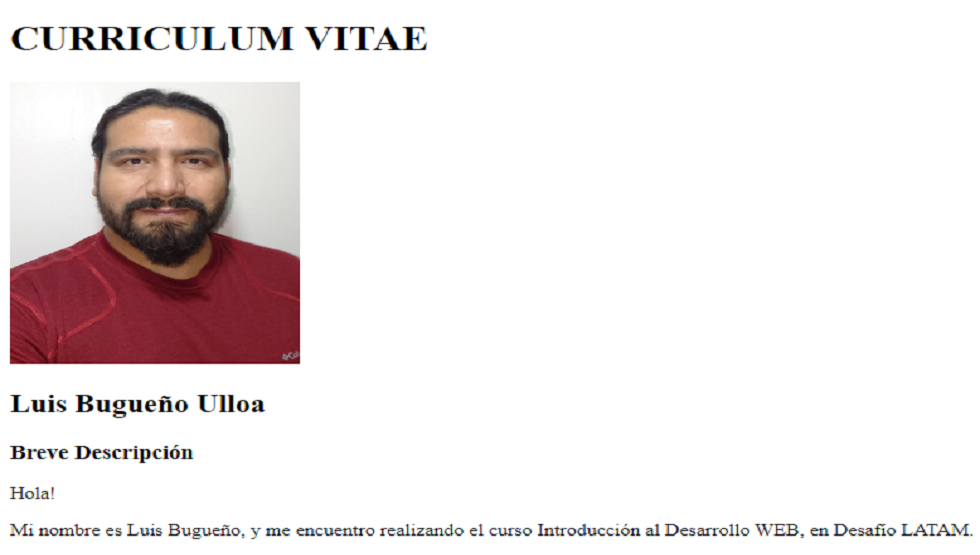 CURRICULUM VITAE
Luis Bugueño Ulloa
Breve Descripción
Hola!
Mi nombre es Luis Bugueño, y me encuentro realizando el curso Introducción al Desarrollo WEB, en Desafío LATAM.